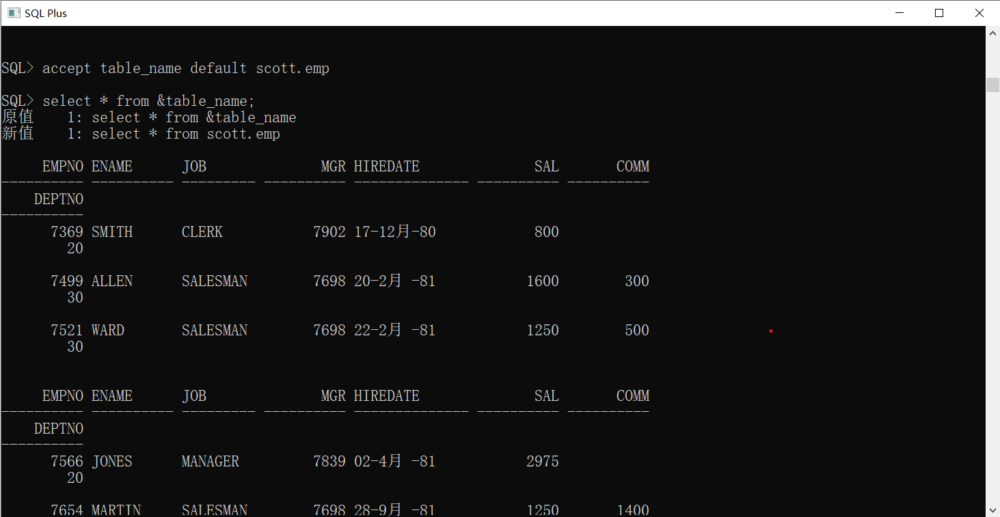 SQL Plus
SQL> accept table_name default scott.emp
SQL> select * from &table_name;
原值    1: select * from &table_name
新值    1: select * from scott.emp
     EMPNO ENAME      JOB              MGR HIREDATE              SAL       COMM
---------- ---------- --------- ---------- -------------- ---------- ----------
    DEPTNO
----------
      7369 SMITH      CLERK           7902 17-12月-80            800
        20
      7499 ALLEN      SALESMAN        7698 20-2月 -81           1600        300
        30
      7521 WARD       SALESMAN        7698 22-2月 -81           1250        500
        30
     EMPNO ENAME      JOB              MGR HIREDATE              SAL       COMM
---------- ---------- --------- ---------- -------------- ---------- ----------
    DEPTNO
----------
      7566 JONES      MANAGER         7839 02-4月 -81           2975
        20
      7654 MARTIN     SALESMAN        7698 28-9月 -81           1250       1400